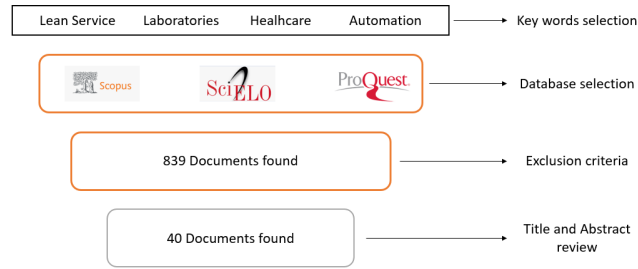 Lean Service Laboratories Healhcare Automation Key words selection
Scopus SciELO ProQuest Database selection
839 Documents found Exclusion criteria
40 Documents found Title and Abstract
review